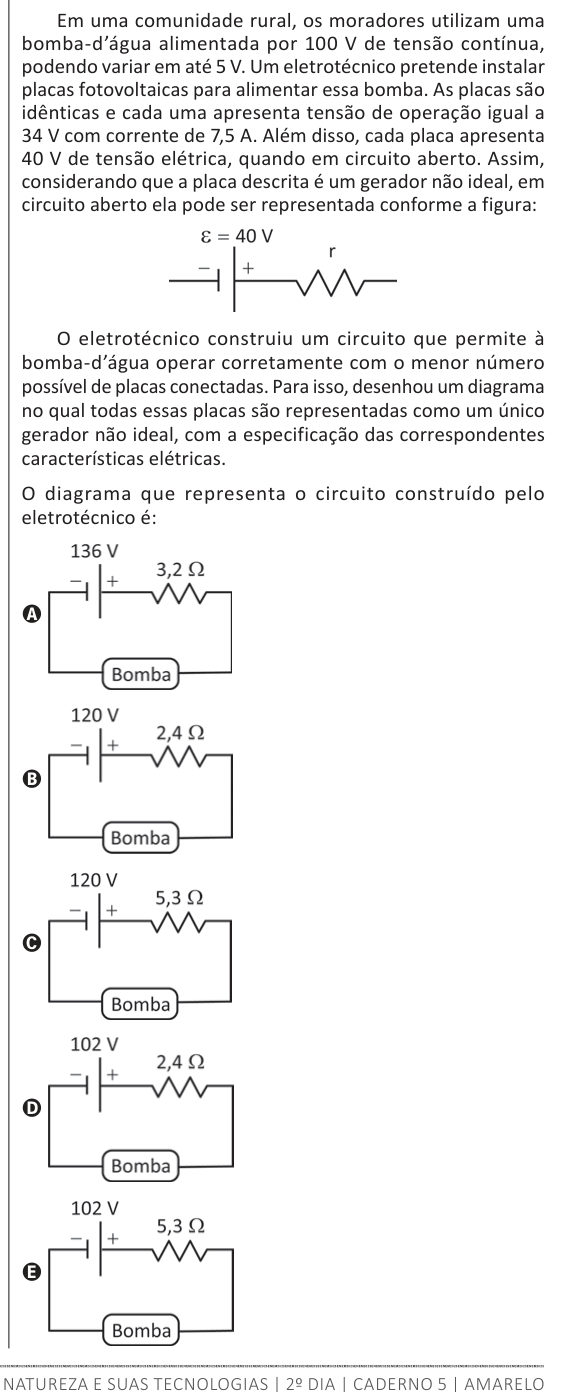 Em uma comunidade rural, os moradores utilizam uma
bomba-d’água alimentada por 100 V de tensão contínua,
podendo variar em até 5 V. Um eletrotécnico pretende instalar
placas fotovoltaicas para alimentar essa bomba. As placas são
idênticas e cada uma apresenta tensão de operação igual a
34 V com corrente de 7,5 A. Além disso, cada placa apresenta
40 V de tensão elétrica, quando em circuito aberto. Assim,
considerando que a placa descrita é um gerador não ideal, em
circuito aberto ela pode ser representada conforme a figura:
ε = 40 V
r
− +
O eletrotécnico construiu um circuito que permite à
bomba-d’água operar corretamente com o menor número
possível de placas conectadas. Para isso, desenhou um diagrama
no qual todas essas placas são representadas como um único
gerador não ideal, com a especificação das correspondentes
características elétricas.
O diagrama que representa o circuito construído pelo
eletrotécnico é:
136 V
3,2 Ω
− +
A
Bomba
120 V
2,4 Ω
− +
B
Bomba
120 V
5,3 Ω
− +
C
Bomba
102 V
2,4 Ω
− +
D
Bomba
102 V
5,3 Ω
− +
E
Bomba
NATUREZA E SUAS TECNOLOGIAS | 2º DIA | CADERNO 5 | AMARELO